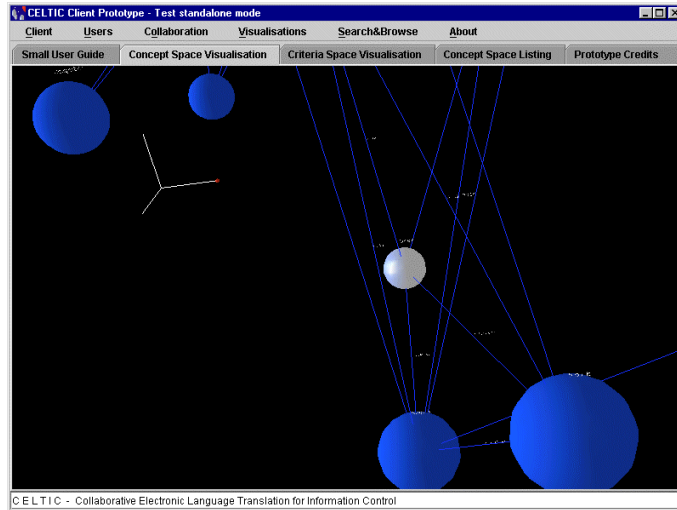 CELTIC Client Prototype - Test standalone mode
Client Users Collaboration Visualisations Search&Browse About
Small User Guide Concept Space Visualisation Criteria Space Visualisation Concept Space Listing Prototype Credits
C E L T I C - Collaborative Electronic Language Translation for Information Control